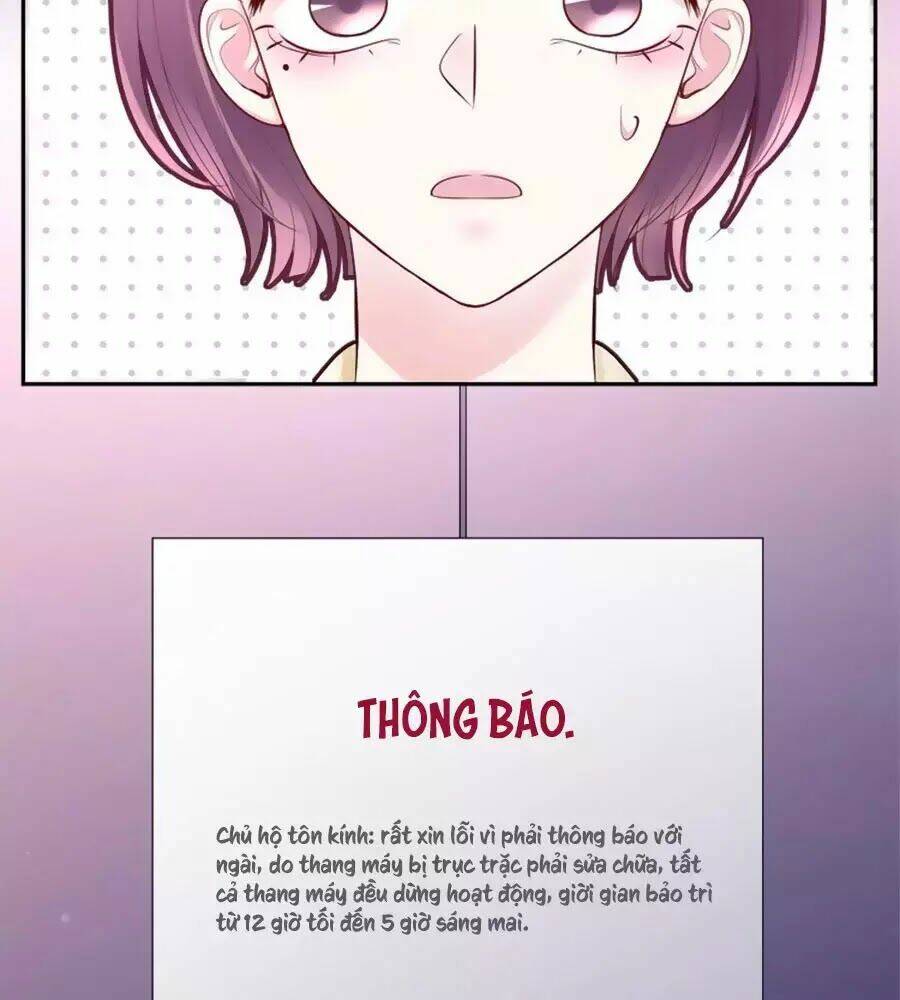 THÔNG BÁO.
Chủ hộ tôn kính: rất xin lỗi vì phải thông báo với
ngài, do thang máy bị trục trặc phải sửa chữa, tất
cả thang máy đều dừng hoạt động, giời gian bảo trì
từ 12 giờ tối đến 5 giờ sáng mai.